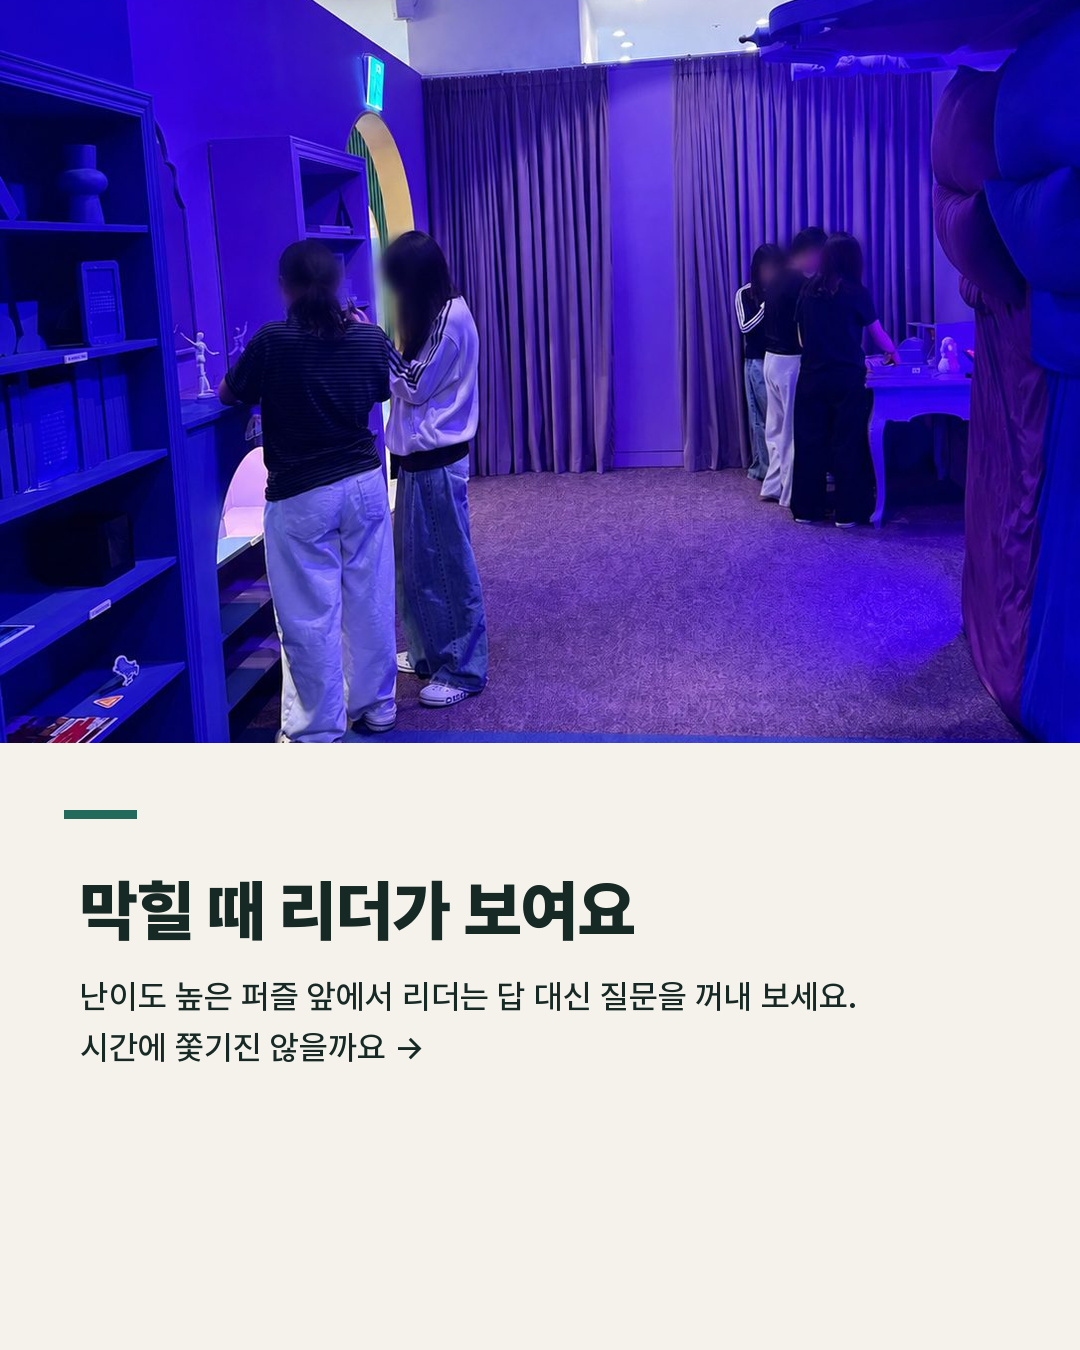 막힐 때 리더가 보여요
난이도 높은 퍼즐 앞에서 리더는 답 대신 질문을 꺼내 보세요.
시간에 쫓기진 않을까요 →